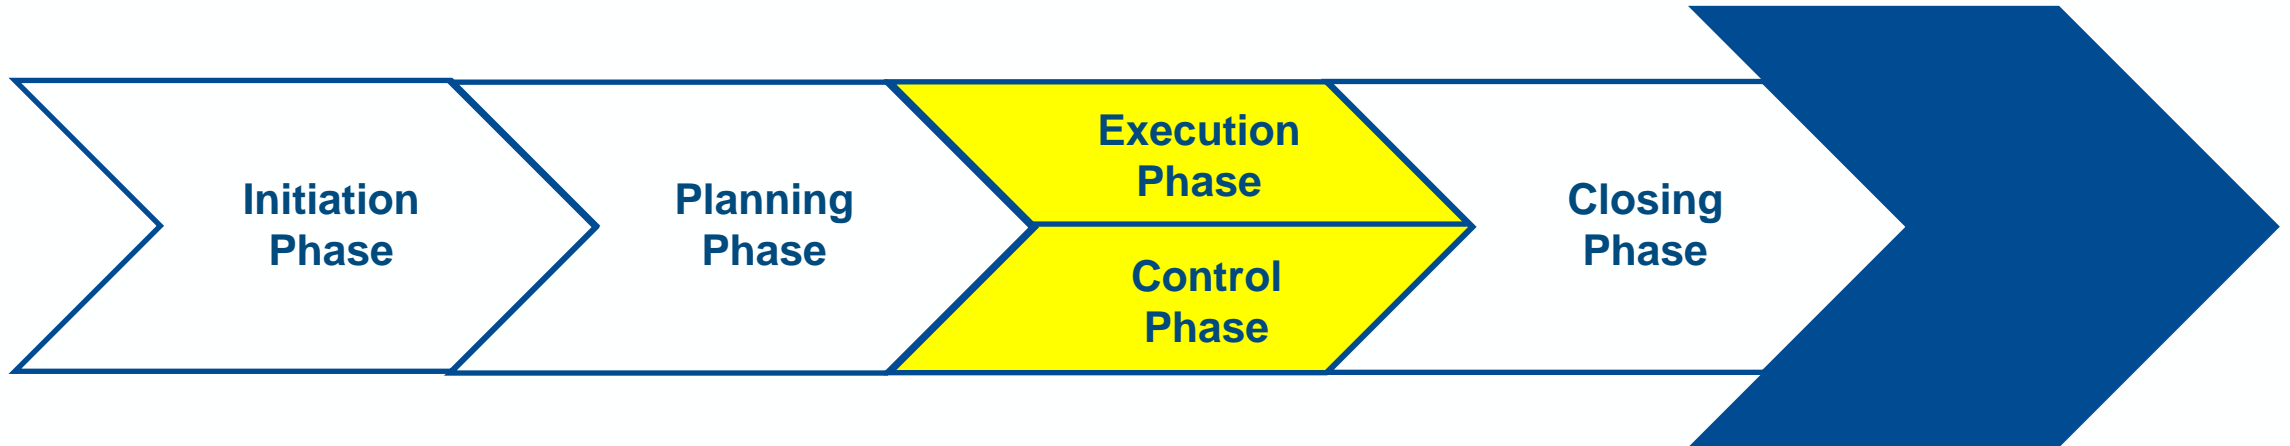 Initiation
Phase
Planning
Phase
Execution
Phase
Control
Phase
Closing
Phase